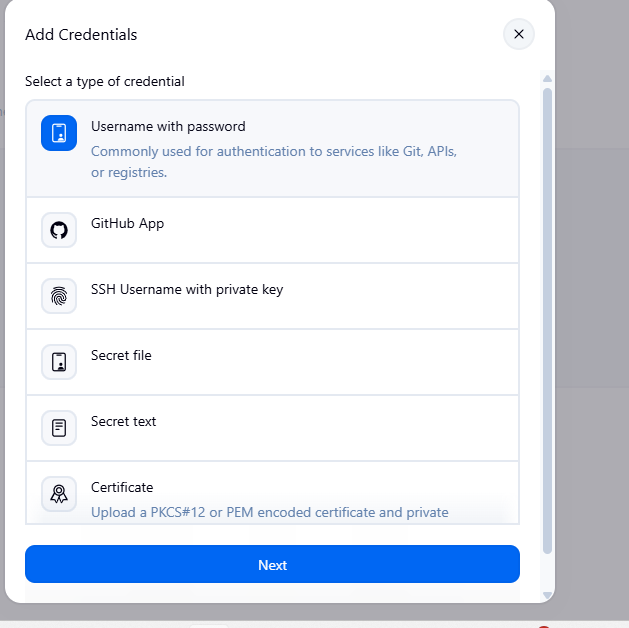 Add Credentials
Select a type of credential
Username with password
Commonly used for authentication to services like Git, APIs,
or registries.
GitHub App
SSH Username with private key
Secret file
Secret text
Certificate
Upload a PKCS#12 or PEM encoded certificate and private
Next